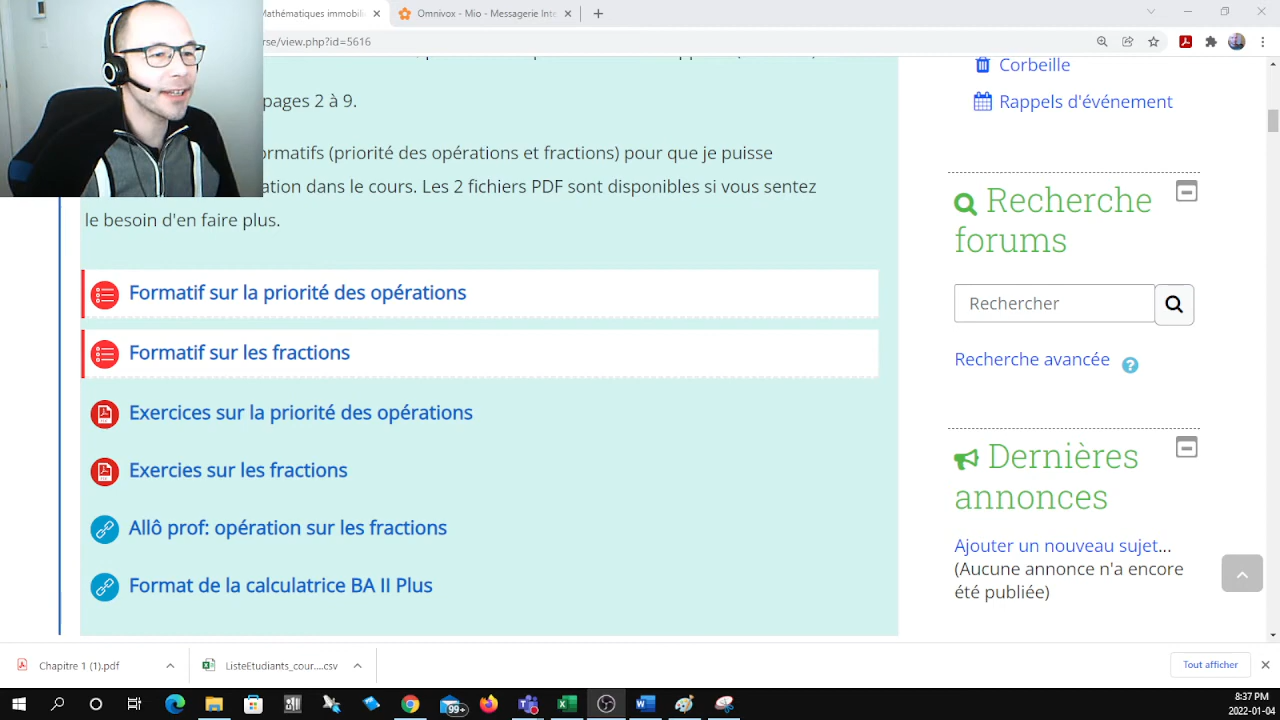 Mathématiques immobil
Omnivox - Mio - Messagerie Inte
rse/view.php?id=5616
pages 2 à 9.
ormatifs (priorité des opérations et fractions) pour que je puisse
ation dans le cours. Les 2 fichiers PDF sont disponibles si vous sentez
le besoin d'en faire plus.
Formatif sur la priorité des opérations
Formatif sur les fractions
Exercices sur la priorité des opérations
Exercies sur les fractions
Allô prof: opération sur les fractions
Format de la calculatrice BA II Plus
Corbeille
Rappels d'événement
Recherche
forums
Rechercher
Recherche avancée
Dernières
annonces
Ajouter un nouveau sujet...
(Aucune annonce n'a encore
été publiée)
Chapitre 1 (1).pdf
ListeEtudiants_cour....csv
Tout afficher
99+
8:37 PM
2022-01-04